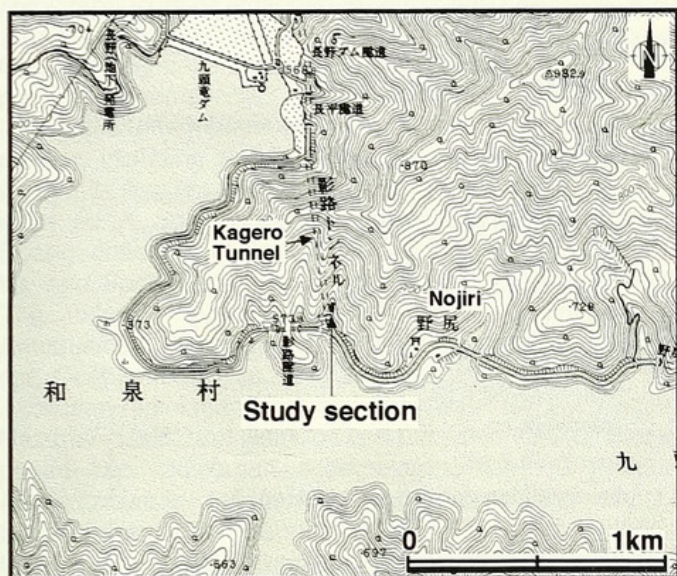 704
長野ダム隧道
N
長野地下発電所
九頭竜ダム
長平隧道
982
870
影路トンネル
Kagero
Tunnel
Nojiri
野尻
728
573
573
影路隧道
和泉村
Study section
九
563
697
0 1km